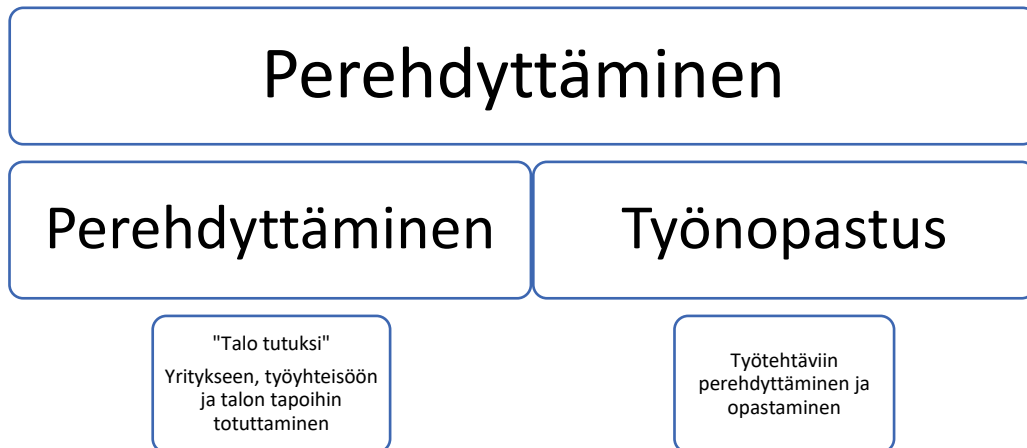 Perehdyttäminen
Perehdyttäminen
Työnopastus
"Talo tutuksi"
Yritykseen, työyhteisöön
ja talon tapoihin
totuttaminen
Työtehtäviin
perehdyttäminen ja
opastaminen